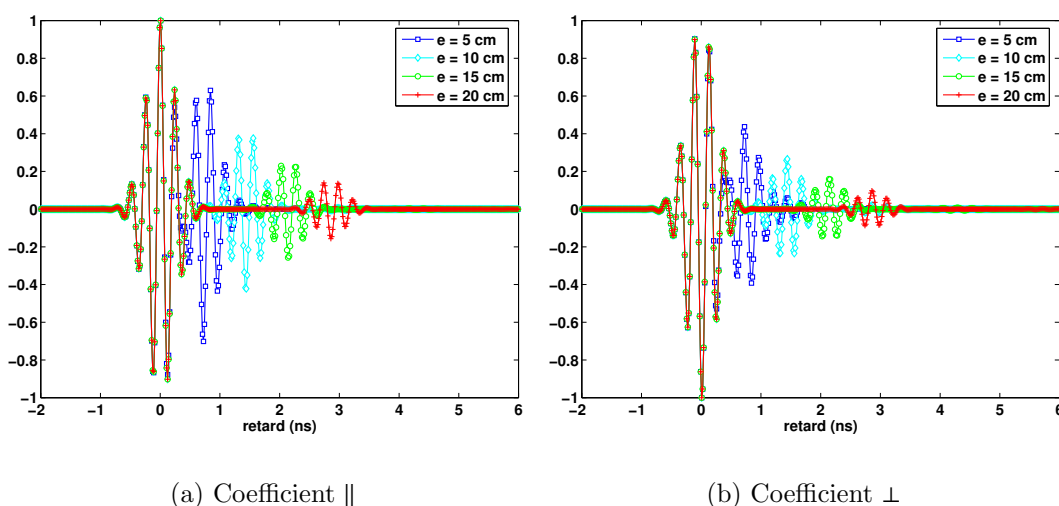 1
0.8
0.6
0.4
0.2
0
−0.2
−0.4
−0.6
−0.8
−1
−2 −1 0 1 2 3 4 5 6
retard (ns)
e = 5 cm
e = 10 cm
e = 15 cm
e = 20 cm
(a) Coefficient ∥
1
0.8
0.6
0.4
0.2
0
−0.2
−0.4
−0.6
−0.8
−1
−2 −1 0 1 2 3 4 5 6
retard (ns)
e = 5 cm
e = 10 cm
e = 15 cm
e = 20 cm
(b) Coefficient ⊥